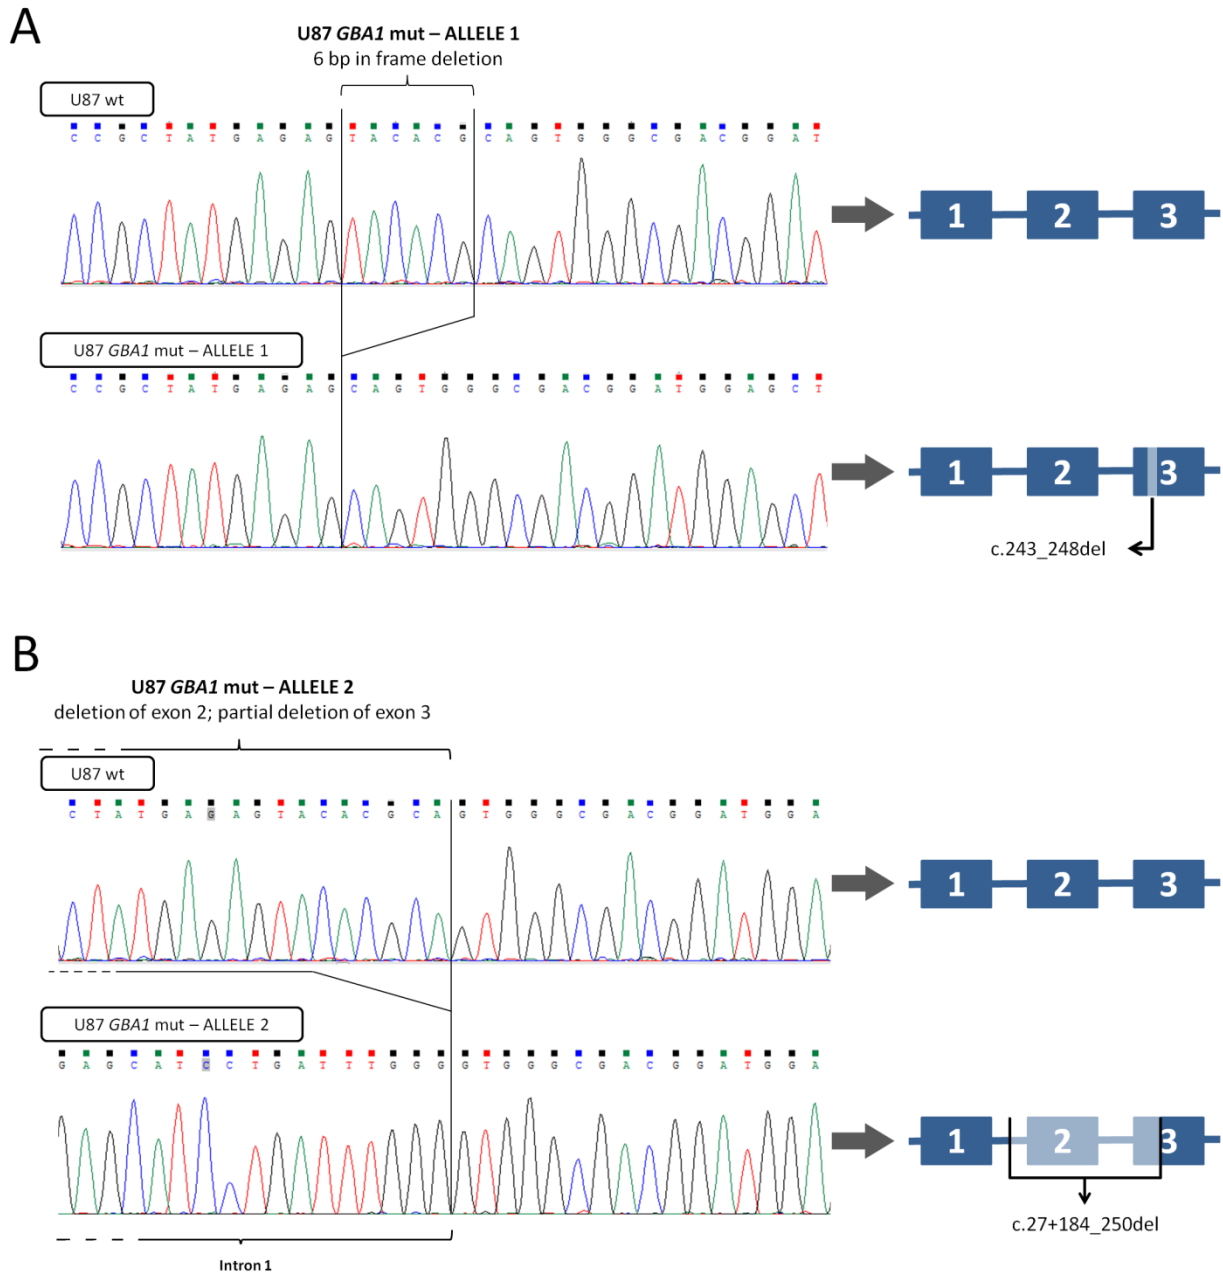 A
U87 GBA1 mut – ALLELE 1
6 bp in frame deletion
U87 wt
C C G C T A T G A G A G T A C A C G C A G T G G G C G A C G G A T
1 2 3
U87 GBA1 mut – ALLELE 1
C C G C T A T G A G A G C A G T G G G C G A C G G A T G G A G C T
1 2 3
c.243_248del
B
U87 GBA1 mut – ALLELE 2
deletion of exon 2; partial deletion of exon 3
U87 wt
C T A T G A G A G T A C A C G C A G T G G G C G A C G G A T G G A
1 2 3
U87 GBA1 mut – ALLELE 2
G A G C A T C C T G A T T T G G G G T G G G C G A C G G A T G G A
1 2 3
c.27+184_250del
Intron 1